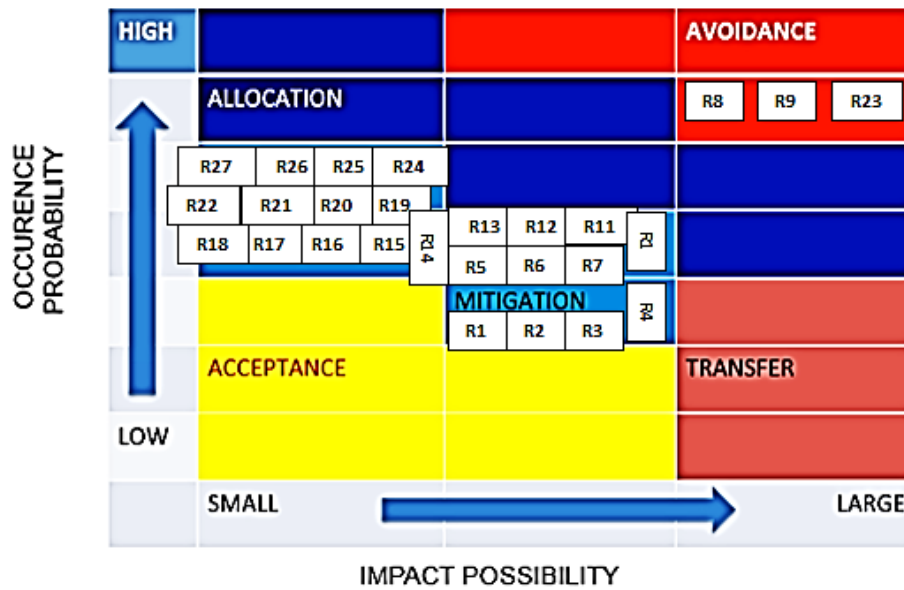 HIGH
AVOIDANCE
ALLOCATION
R8 R9 R23
R27 R26 R25 R24
R22 R21 R20 R19
R18 R17 R16 R15
R14
R13 R12 R11
R5 R6 R7
MITIGATION
R4
R1 R2 R3
ACCEPTANCE
TRANSFER
LOW
SMALL
LARGE
OCCURENCE
PROBABILITY
IMPACT POSSIBILITY